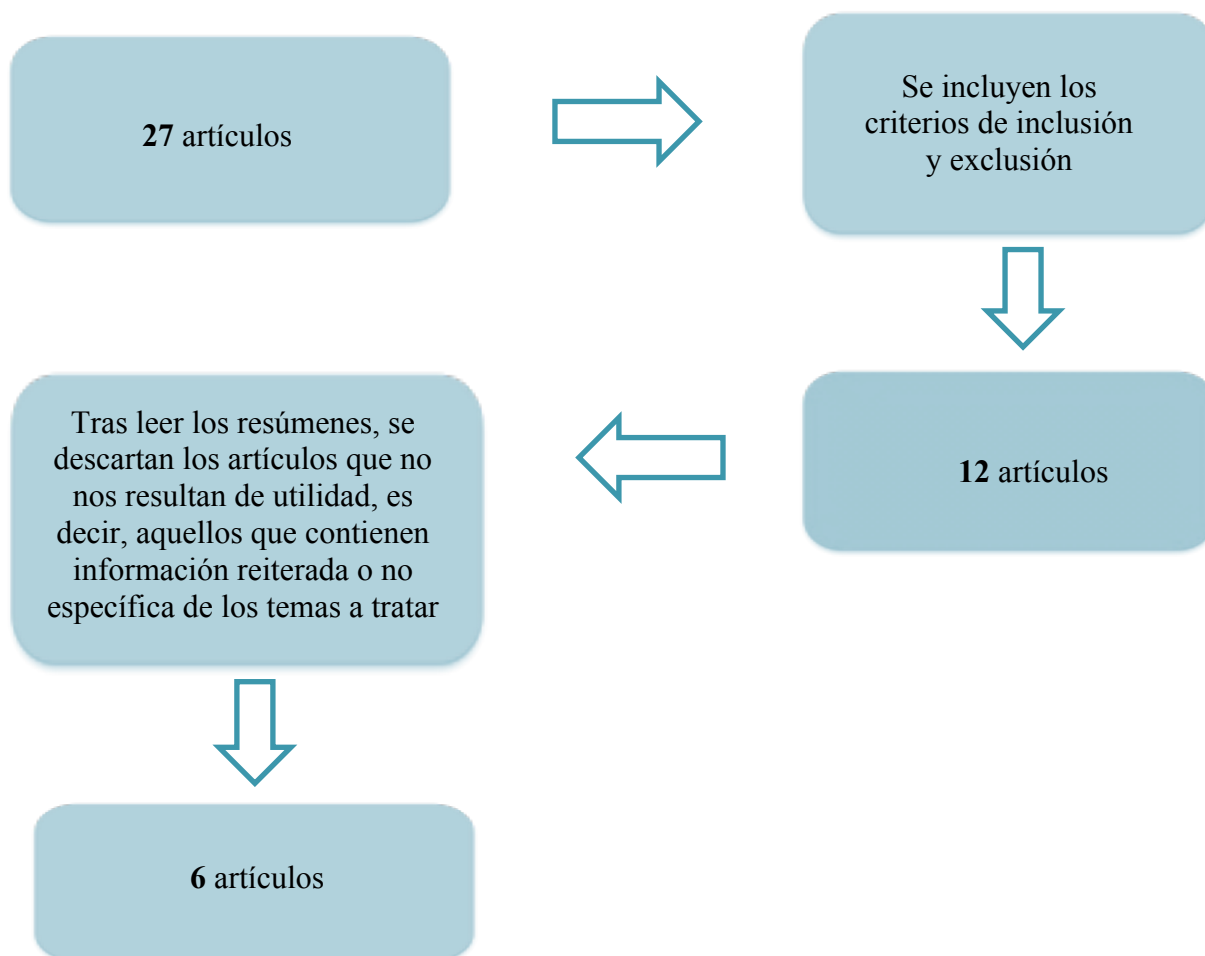 27 artículos
Se incluyen los
criterios de inclusión
y exclusión
12 artículos
Tras leer los resúmenes, se
descartan los artículos que no
nos resultan de utilidad, es
decir, aquellos que contienen
información reiterada o no
específica de los temas a tratar
6 artículos